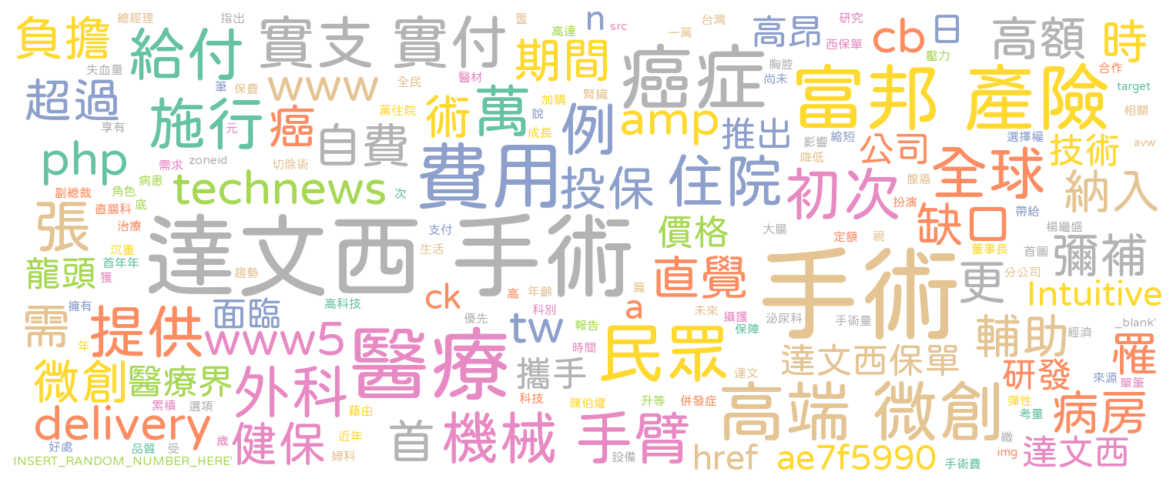 總經理 指出 n src 台灣 研究
負擔 給付 實支 實付 期間 高達 一萬 高昂 西保單 cb 日 高額 時
失血量 www 全民 醫材 癌症 胸腔 尚未 壓力 合作
超過 筆 保費 萬住院 加購 腎臟 富邦 產險 target
施行 癌 自費 術 萬 說 成長 例 amp 推出 影響 縮短 選擇權 相關
享有 元 降低 公司 技術 avw
php 需求 zoneid 切除術 費用 投保 住院 初次 腺癌 全球 納入
副總裁 角色 病患 底 technews 次 扮演 帶給
張 直腸科 治療 達文西 手術 支付 價格 大腸 定額 視 缺口 楊繼盛
沉重 生活 董事長 首圖 彌補
龍頭 首年年 獲 趨勢 直覺 手術 更 分公司
擁有 高科技 ck 高 年齡 篇 a 未來 Intuitive
需 提供 面臨 優先 tw 科別 攝護 泌尿科 手術量 輔助 經濟 _blank'
年 www5 醫療 報告 保障 民眾 罹
時間 達文西保單 來源
微創 醫療界 外科 攜手 科技 達文 研發 單筆
累積 選項 藉由 陳伯燿 升等 併發症 高端 微創 彈性 考量 病房
delivery 健保 近年 首 機械 手臂 繳
好處 品質 受 歲 婦科 設備 href ae7f5990 手術費 img 達文西
INSERT_RANDOM_NUMBER_HERE'